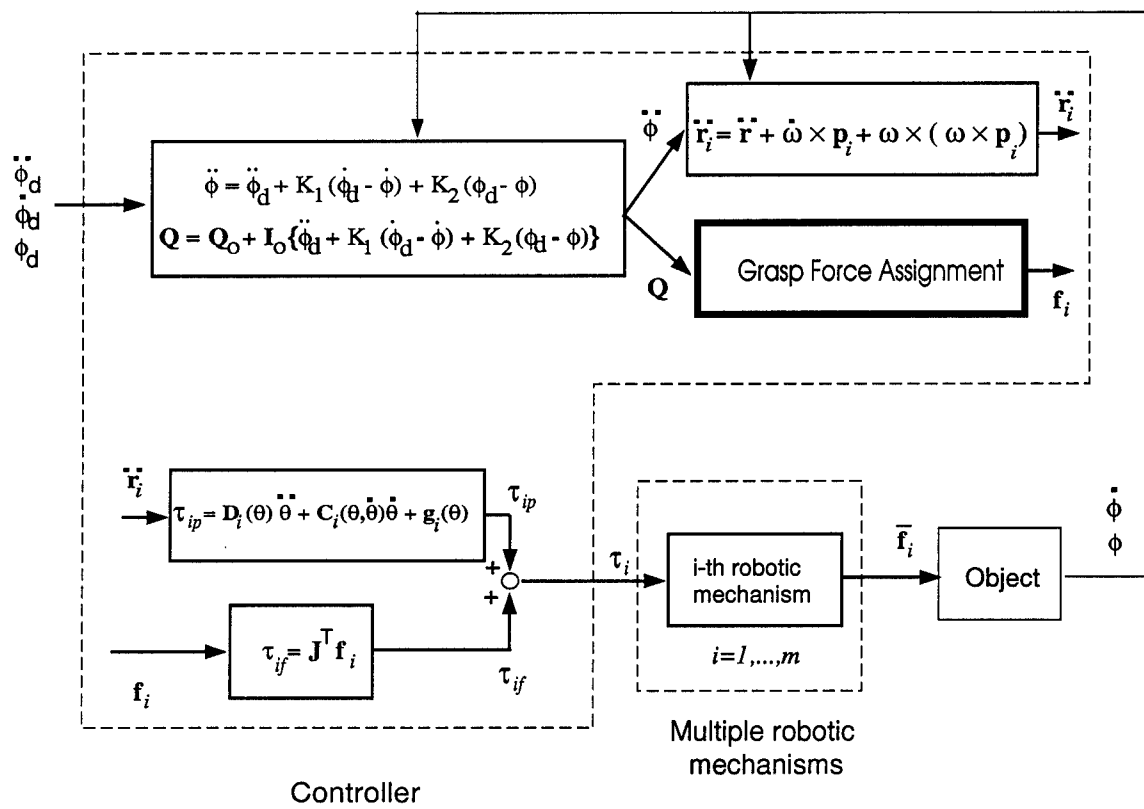 φ̈d
φ̇d
φd
φ̈ = φ̈d + K1 (φ̇d - φ̇) + K2 (φd - φ)
Q = Qo + Io{φ̈d + K1 (φ̇d - φ̇) + K2 (φd - φ)}
φ̈
Q
r̈i = r̈ + ω̇ × pi + ω × ( ω × pi )
r̈i
Grasp Force Assignment
fi
r̈i
τip = Di (θ) θ̈ + Ci (θ,θ̇)θ̇ + gi (θ)
τip
+
+
fi
τif = J^T fi
τif
τi
i-th robotic
mechanism
i=1,...,m
f̄i
Object
φ̇
φ
Multiple robotic
mechanisms
Controller